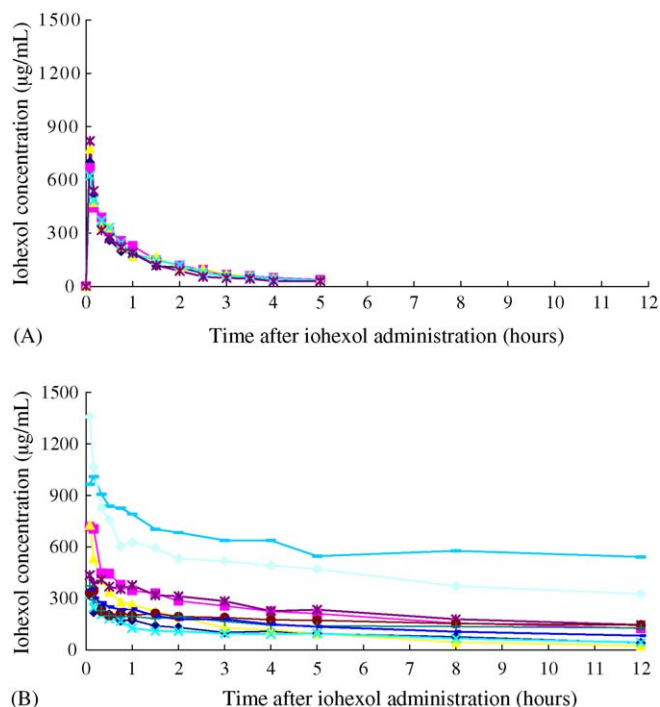 1500
1200
900
600
300
0
Iohexol concentration (µg/mL)
0 1 2 3 4 5 6 7 8 9 10 11 12
(A) Time after iohexol administration (hours)
1500
1200
900
600
300
0
Iohexol concentration (µg/mL)
0 1 2 3 4 5 6 7 8 9 10 11 12
(B) Time after iohexol administration (hours)